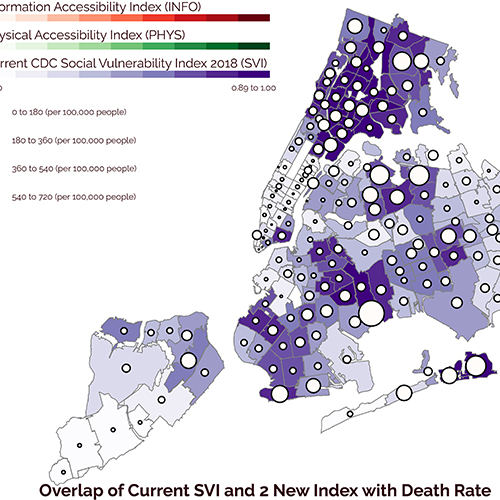 ormation Accessibility Index (INFO)
ysical Accessibility Index (PHYS)
rrent CDC Social Vulnerability Index 2018 (SVI)
0 0.89 to 1.00
0 to 180 (per 100,000 people)
180 to 360 (per 100,000 people)
360 to 540 (per 100,000 people)
540 to 720 (per 100,000 people)
Overlap of Current SVI and 2 New Index with Death Rate